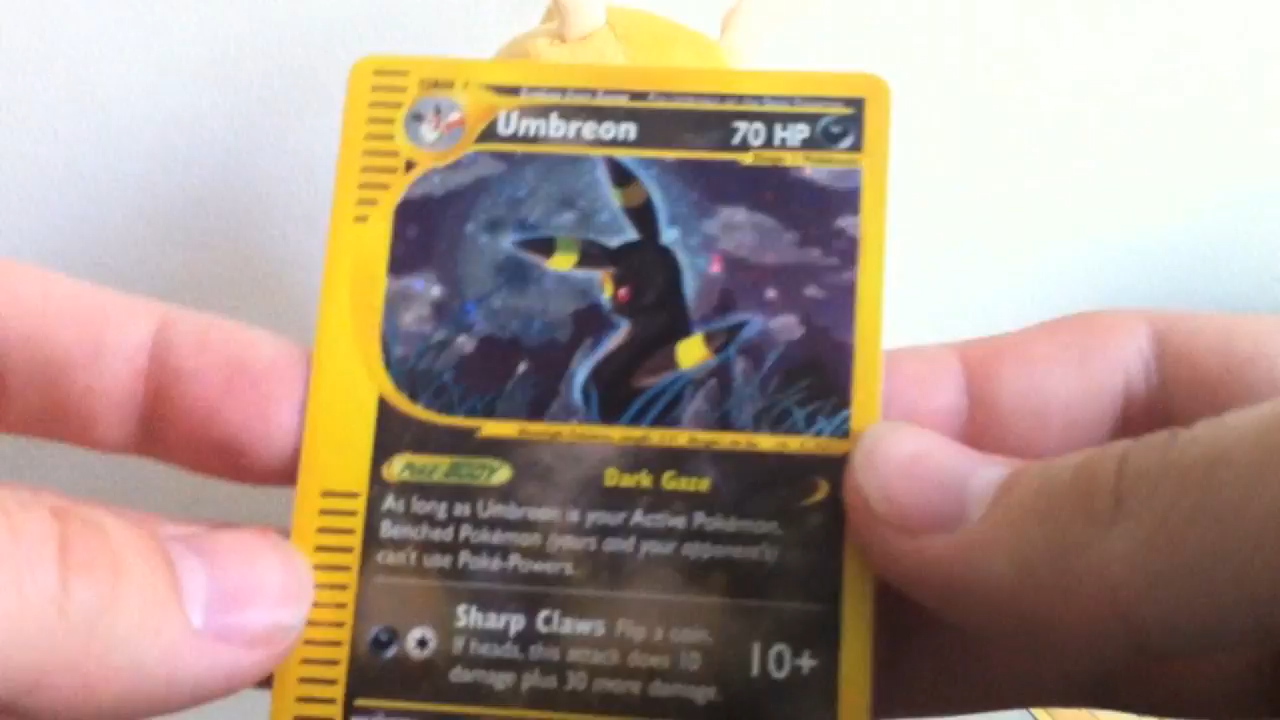 Umbreon 70 HP
Poké-BODY Dark Gaze
As long as Umbreon is your Active Pokémon,
Benched Pokémon (yours and your opponent's)
can't use Poké-Powers.
Sharp Claws Flip a coin.
If heads, this attack does 10
damage plus 30 more damage.
10+